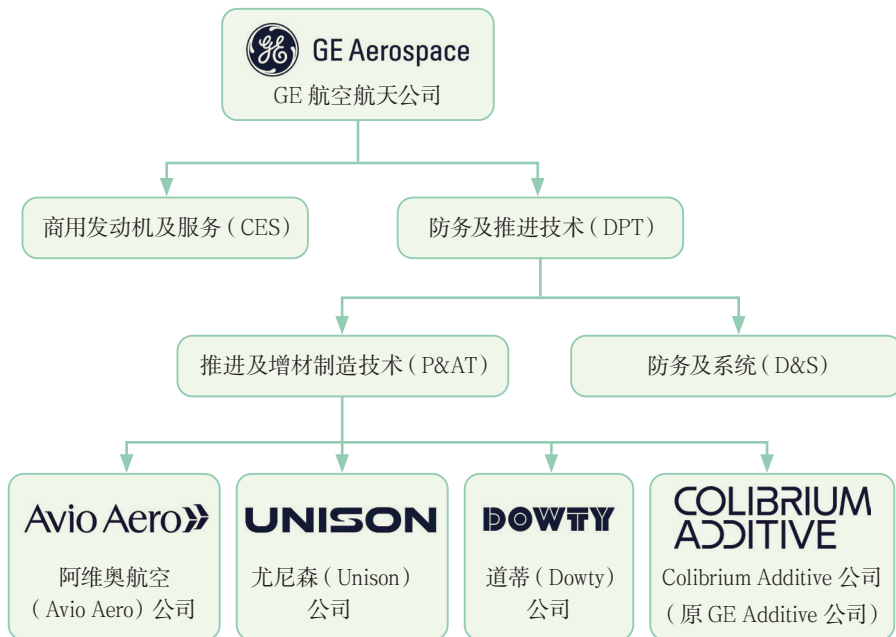 GE Aerospace
GE 航空航天公司
商用发动机及服务（CES）
防务及推进技术（DPT）
推进及增材制造技术（P&AT）
防务及系统（D&S）
Avio Aero
阿维奥航空
（Avio Aero）公司
UNISON
尤尼森（Unison）
公司
DOWTY
道蒂（Dowty）
公司
COLIBRIUM
ADDITIVE
Colibrium Additive 公司
（原 GE Additive 公司）